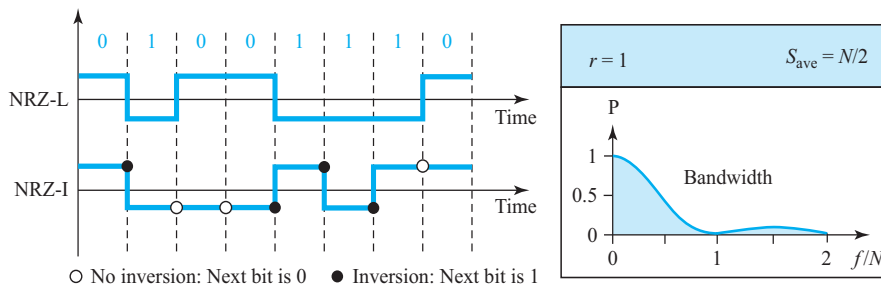 0 1 0 0 1 1 1 0
NRZ-L
Time
NRZ-I
Time
No inversion: Next bit is 0
Inversion: Next bit is 1
r = 1
S_ave = N/2
P
1
Bandwidth
0.5
0
0 1 2 f/N